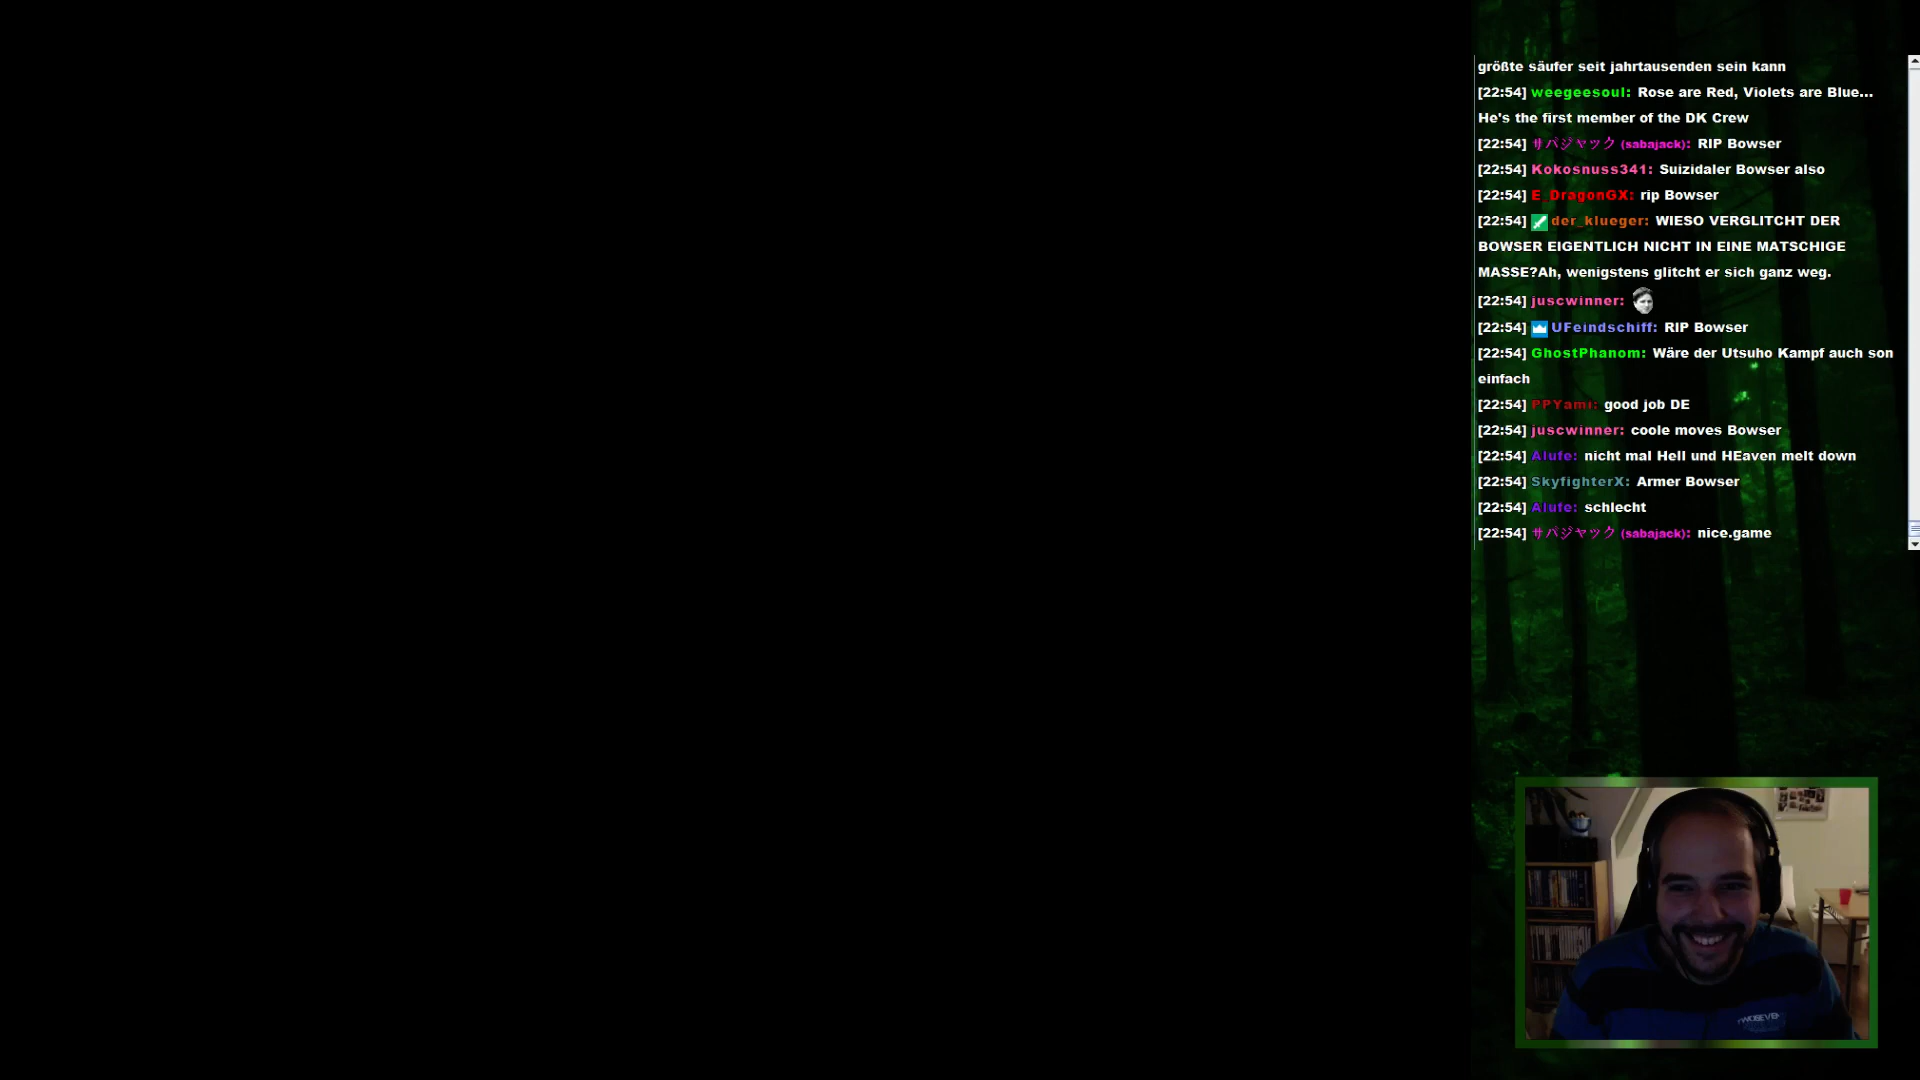 größte säufer seit jahrtausenden sein kann
[22:54] weegeesoul: Rose are Red, Violets are Blue...
He's the first member of the DK Crew
[22:54] サバジャック (sabajack): RIP Bowser
[22:54] Kokosnuss341: Suizidaler Bowser also
[22:54] E_DragonGX: rip Bowser
[22:54] der_klueger: WIESO VERGLITCHT DER
BOWSER EIGENTLICH NICHT IN EINE MATSCHIGE
MASSE?Ah, wenigstens glitcht er sich ganz weg.
[22:54] juscwinner:
[22:54] UFeindschiff: RIP Bowser
[22:54] GhostPhanom: Wäre der Utsuho Kampf auch son
einfach
[22:54] PPYami: good job DE
[22:54] juscwinner: coole moves Bowser
[22:54] Alufe: nicht mal Hell und HEaven melt down
[22:54] SkyfighterX: Armer Bowser
[22:54] Alufe: schlecht
[22:54] サバジャック (sabajack): nice.game